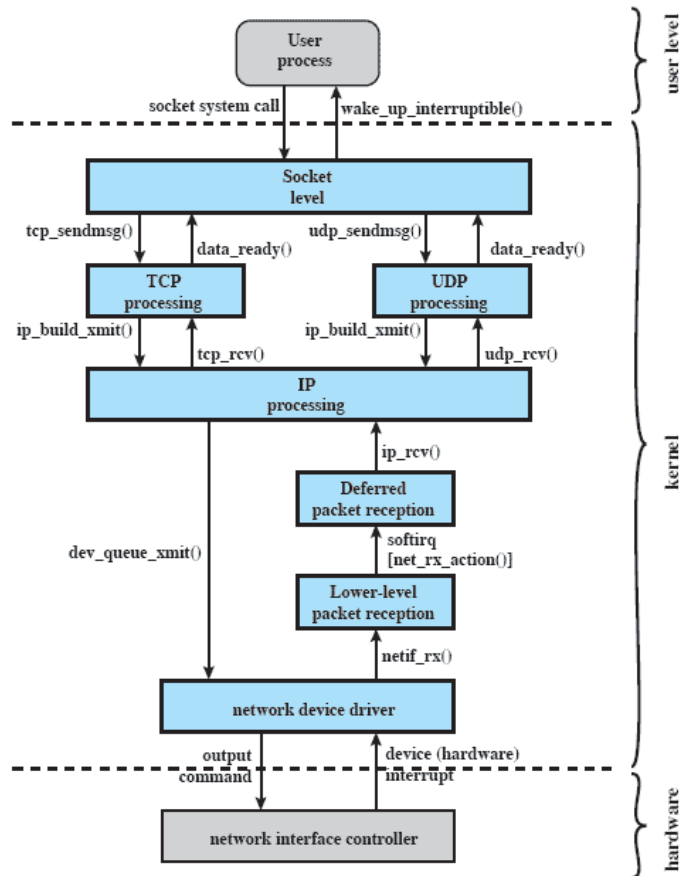 User
process
user level
socket system call
wake_up_interruptible()
Socket
level
tcp_sendmsg()
data_ready()
udp_sendmsg()
data_ready()
TCP
processing
UDP
processing
ip_build_xmit()
tcp_rcv()
ip_build_xmit()
udp_rcv()
IP
processing
ip_rcv()
kernel
Deferred
packet reception
dev_queue_xmit()
softirq
[net_rx_action()]
Lower-level
packet reception
netif_rx()
network device driver
output
command
device (hardware)
interrupt
network interface controller
hardware